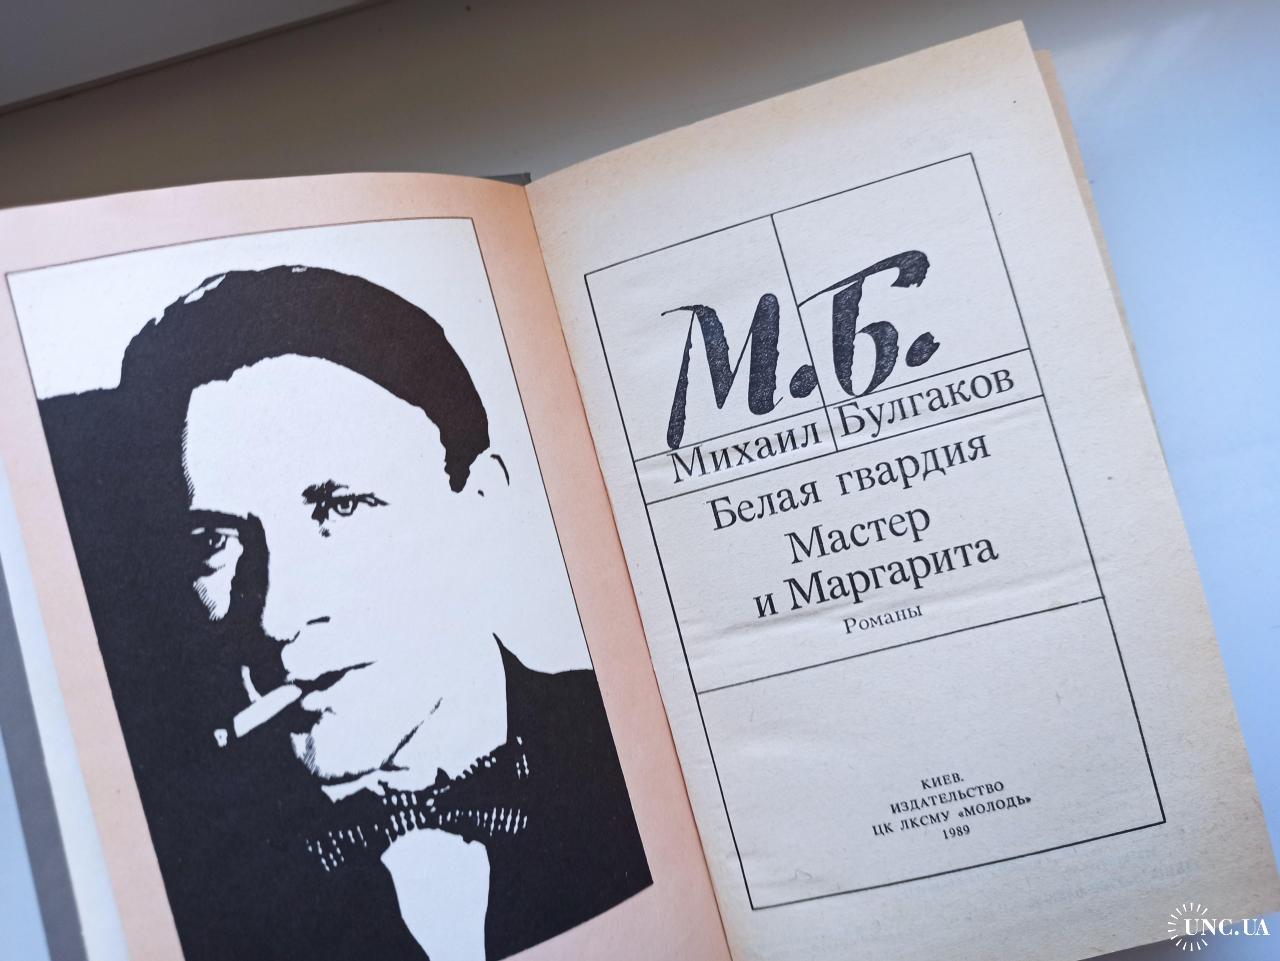 М.Б.
Михаил Булгаков
Белая гвардия
Мастер
и Маргарита
Романы
КИЕВ.
ИЗДАТЕЛЬСТВО
ЦК ЛКСМУ «МОЛОДЬ»
1989
UNC.UA